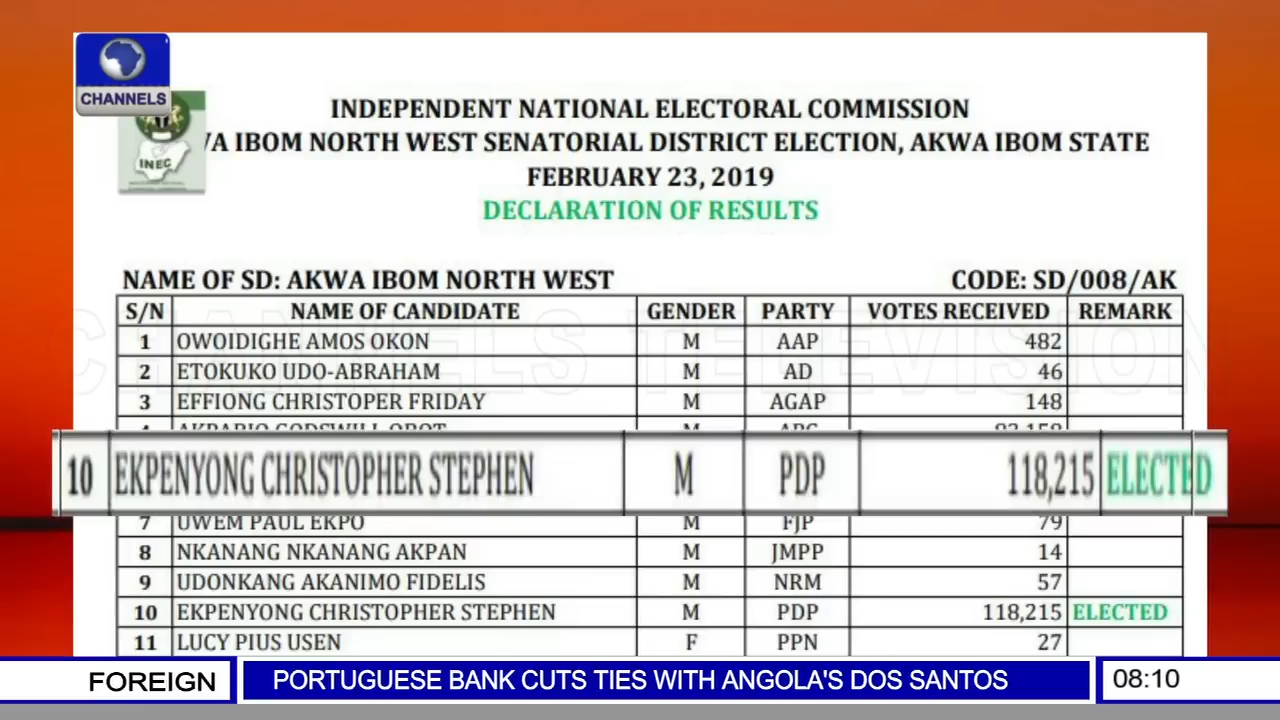 CHANNELS
INEC
INDEPENDENT NATIONAL ELECTORAL COMMISSION
IBOM NORTH WEST SENATORIAL DISTRICT ELECTION, AKWA IBOM STATE
FEBRUARY 23, 2019
DECLARATION OF RESULTS
NAME OF SD: AKWA IBOM NORTH WEST CODE: SD/008/AK
S/N NAME OF CANDIDATE GENDER PARTY VOTES RECEIVED REMARK
1 OWOIDIGHE AMOS OKON M AAP 482
2 ETOKUKO UDO-ABRAHAM M AD 46
3 EFFIONG CHRISTOPER FRIDAY M AGAP 148
CHANNELS TELEVISION
10 EKPENYONG CHRISTOPHER STEPHEN M PDP 118,215 ELECTED
7 UWEM PAUL EKPO M FJP 79
8 NKANANG NKANANG AKPAN M JMPP 14
9 UDONKANG AKANIMO FIDELIS M NRM 57
10 EKPENYONG CHRISTOPHER STEPHEN M PDP 118,215 ELECTED
11 LUCY PIUS USEN F PPN 27
FOREIGN PORTUGUESE BANK CUTS TIES WITH ANGOLA'S DOS SANTOS 08:10